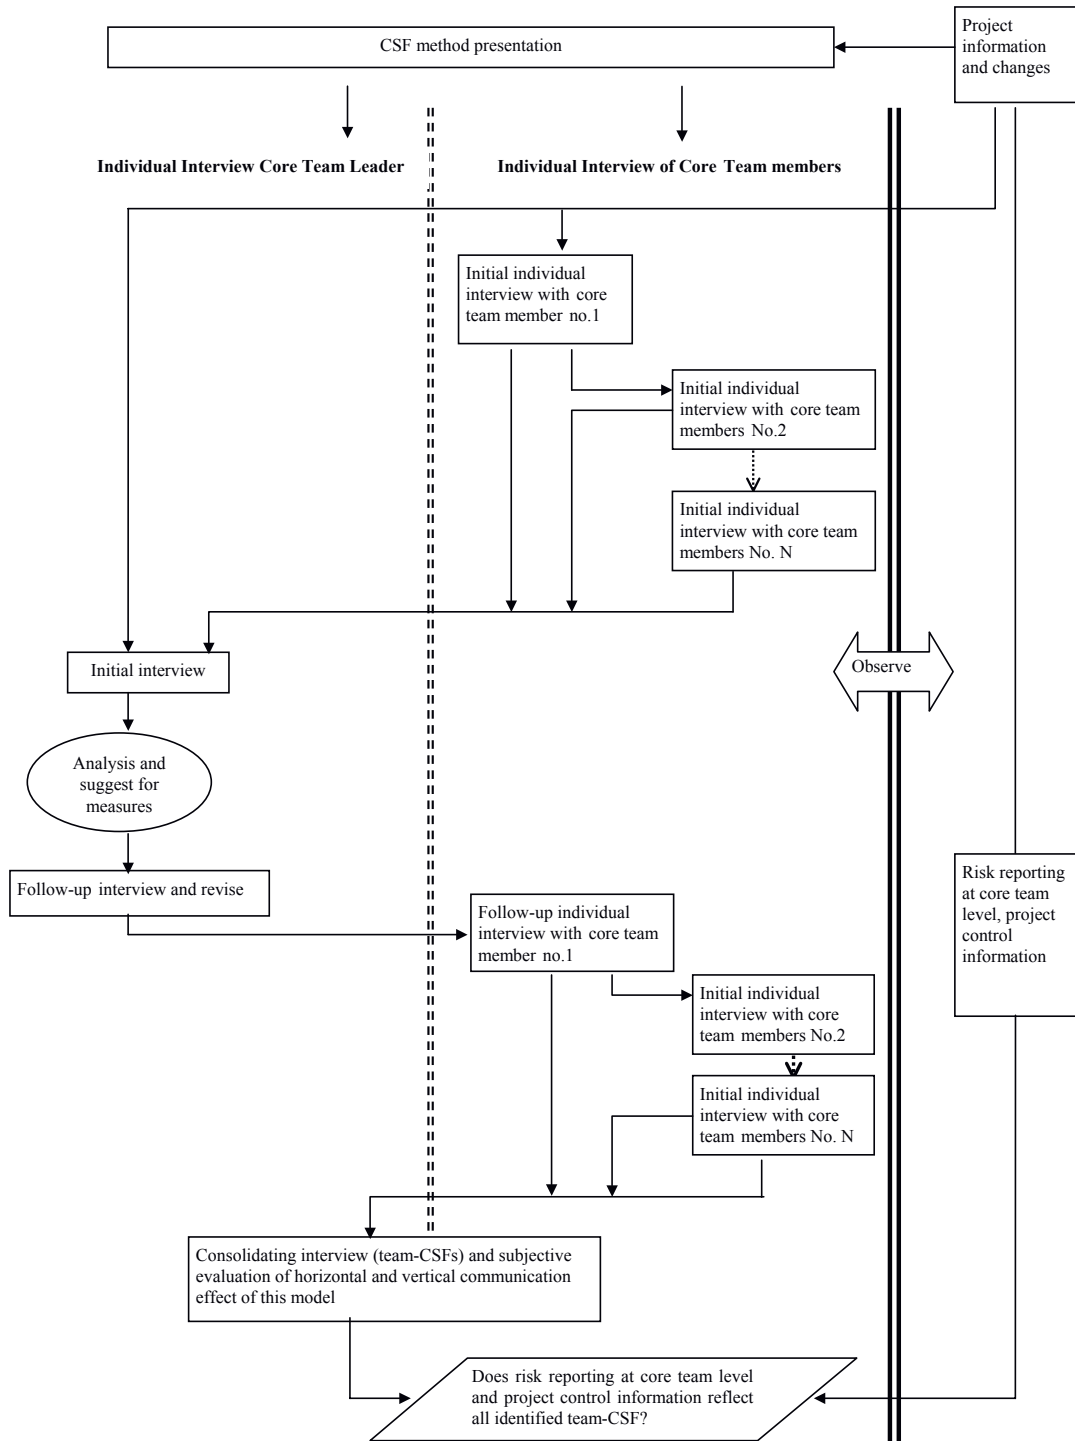 CSF method presentation
Project
information
and changes
Individual Interview Core Team Leader
Individual Interview of Core Team members
Initial individual
interview with core
team member no.1
Initial individual
interview with core team
members No.2
Initial individual
interview with core team
members No. N
Initial interview
Observe
Analysis and
suggest for
measures
Follow-up interview and revise
Risk reporting
at core team
level, project
control
information
Follow-up individual
interview with core team
member no.1
Initial individual
interview with core
team members No.2
Initial individual
interview with core
team members No. N
Consolidating interview (team-CSFs) and subjective
evaluation of horizontal and vertical communication
effect of this model
Does risk reporting at core team level
and project control information reflect
all identified team-CSF?